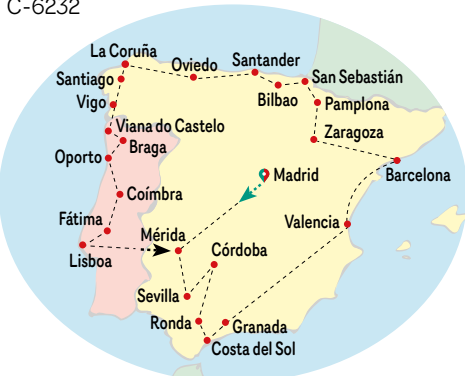 C-6232
La Coruña
Oviedo
Santander
Santiago
San Sebastián
Bilbao
Vigo
Pamplona
Viana do Castelo
Braga
Zaragoza
Oporto
Madrid
Barcelona
Coímbra
Fátima
Valencia
Mérida
Lisboa
Córdoba
Sevilla
Ronda
Granada
Costa del Sol